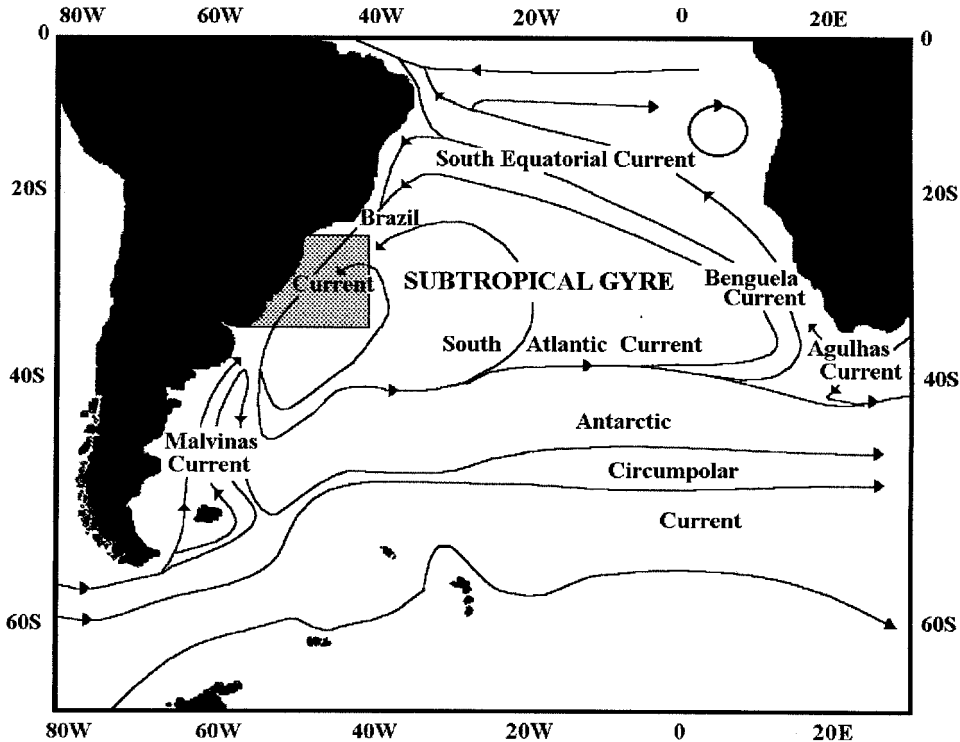 80W 60W 40W 20W 0 20E
0 0
South Equatorial Current
20S 20S
Brazil
Current
SUBTROPICAL GYRE
Benguela
Current
South Atlantic Current
Agulhas
Current
40S 40S
Antarctic
Malvinas
Current
Circumpolar
Current
60S 60S
80W 60W 40W 20W 0 20E